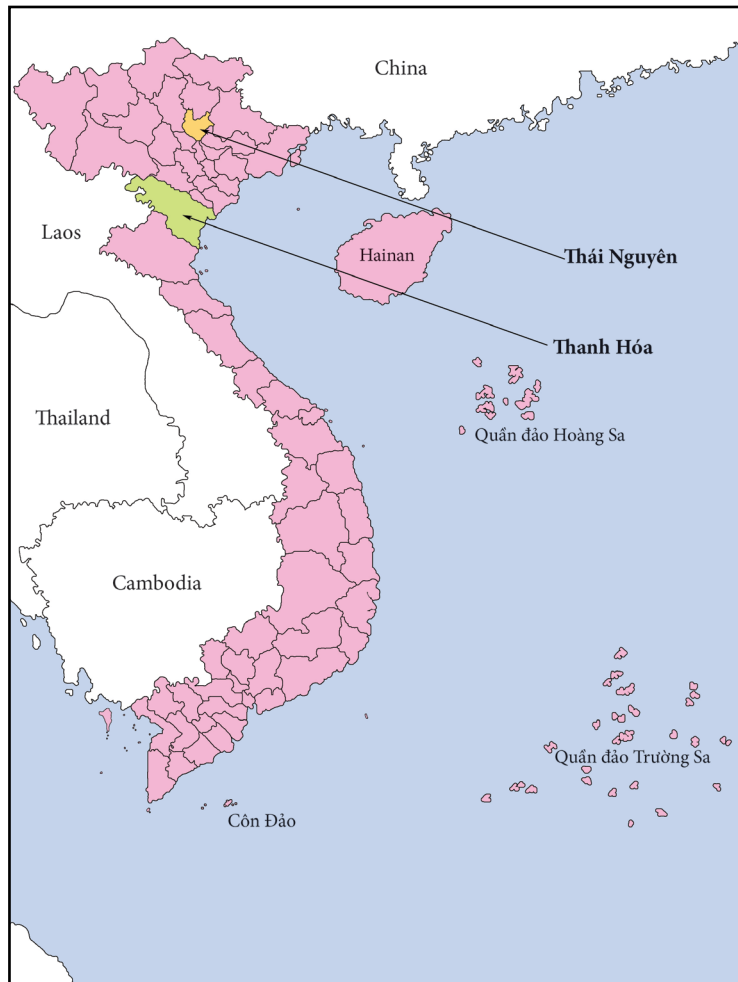 China
Laos
Hainan
Thái Nguyên
Thanh Hóa
Thailand
Quần đảo Hoàng Sa
Cambodia
Quần đảo Trường Sa
Côn Đảo